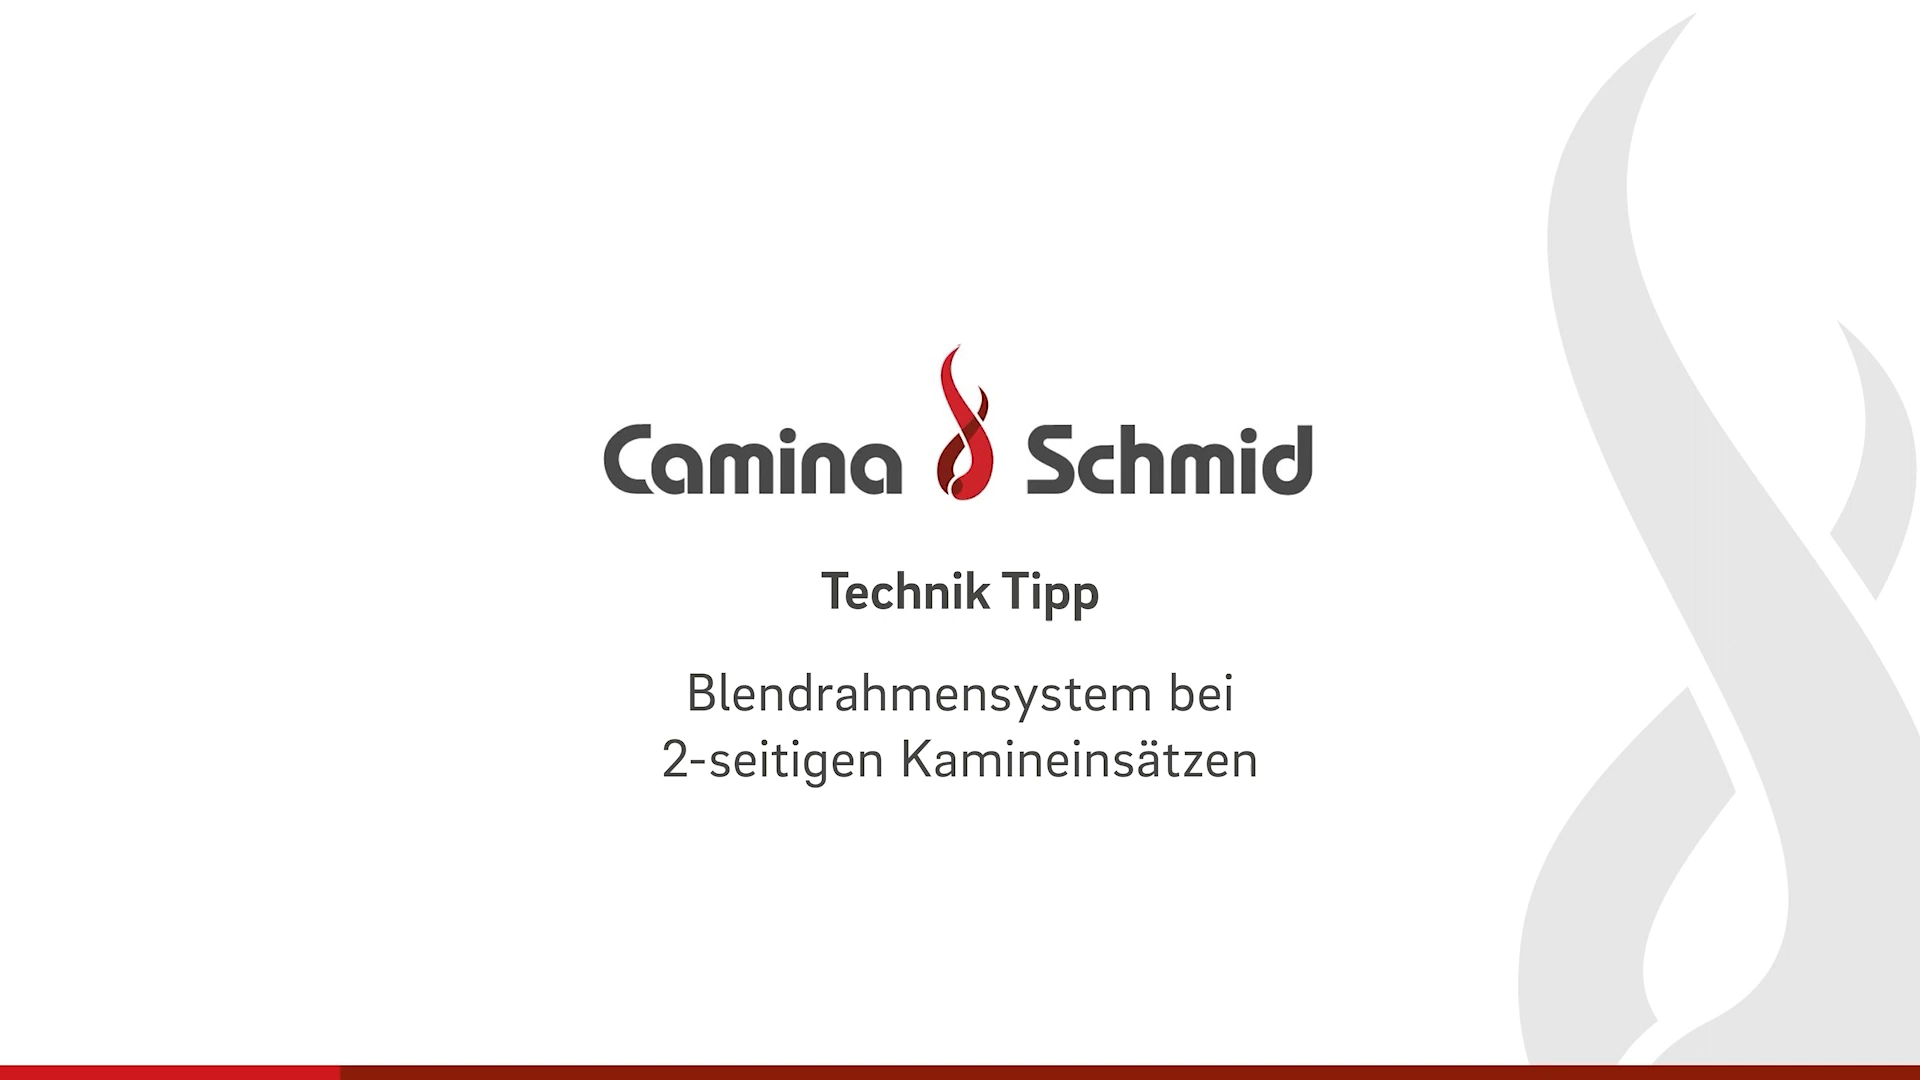 Camina Schmid
Technik Tipp
Blendrahmensystem bei
2-seitigen Kamineinsätzen